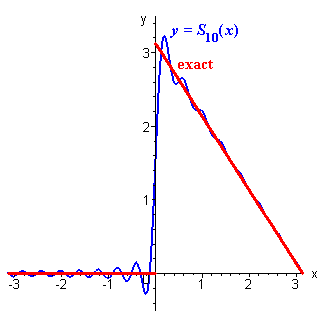 y
y = S10(x)
3
exact
2
1
-3 -2 -1 1 2 3 x